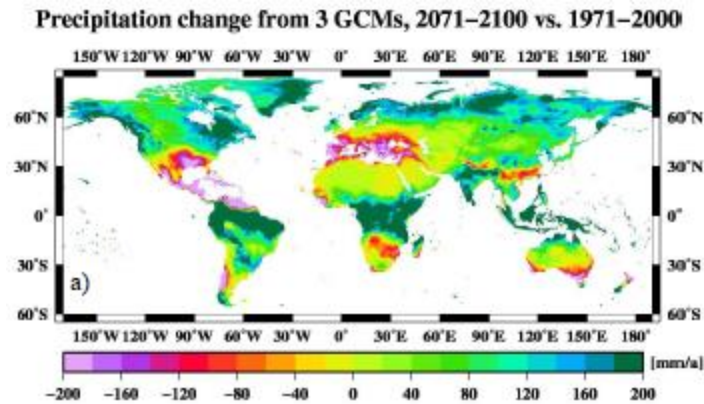 Precipitation change from 3 GCMs, 2071–2100 vs. 1971–2000
150˚W 120˚W 90˚W 60˚W 30˚W 0˚ 30˚E 60˚E 90˚E 120˚E 150˚E 180˚
60˚N 60˚N
30˚N 30˚N
0˚ 0˚
30˚S 30˚S
a)
60˚S 60˚S
150˚W 120˚W 90˚W 60˚W 30˚W 0˚ 30˚E 60˚E 90˚E 120˚E 150˚E 180˚
[mm/a]
−200 −160 −120 −80 −40 0 40 80 120 160 200